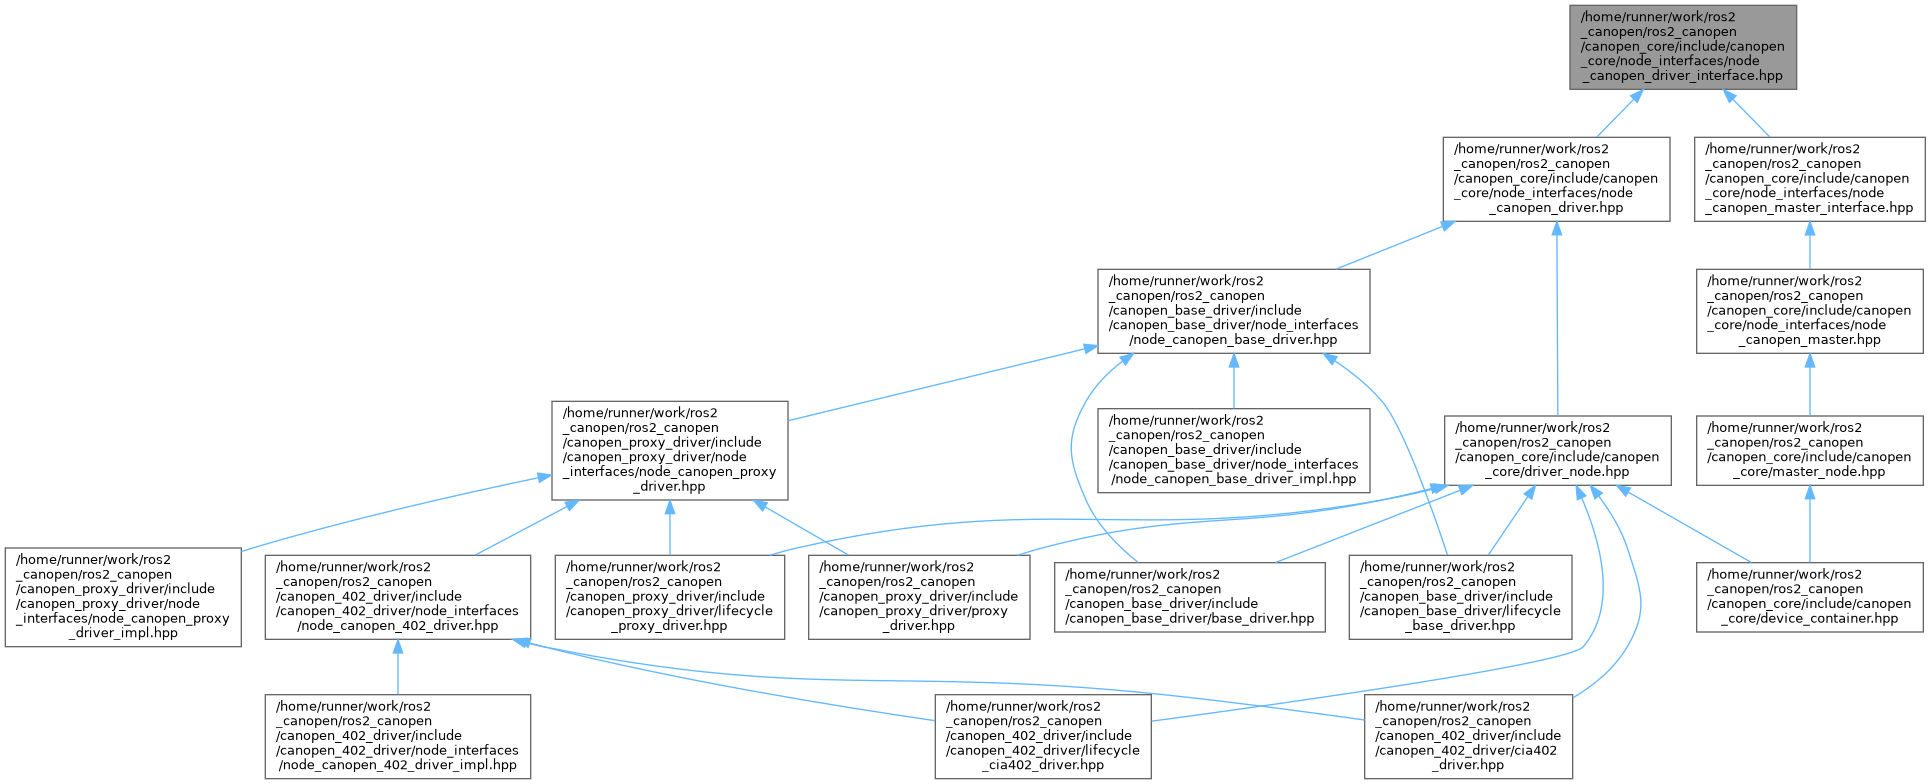 /home/runner/work/ros2
_canopen/ros2_canopen
/canopen_core/include/canopen
_core/node_interfaces/node
_canopen_driver_interface.hpp
/home/runner/work/ros2
_canopen/ros2_canopen
/canopen_core/include/canopen
_core/node_interfaces/node
_canopen_driver.hpp
/home/runner/work/ros2
_canopen/ros2_canopen
/canopen_core/include/canopen
_core/node_interfaces/node
_canopen_master_interface.hpp
/home/runner/work/ros2
_canopen/ros2_canopen
/canopen_base_driver/include
/canopen_base_driver/node_interfaces
/node_canopen_base_driver.hpp
/home/runner/work/ros2
_canopen/ros2_canopen
/canopen_core/include/canopen
_core/node_interfaces/node
_canopen_master.hpp
/home/runner/work/ros2
_canopen/ros2_canopen
/canopen_proxy_driver/include
/canopen_proxy_driver/node
_interfaces/node_canopen_proxy
_driver.hpp
/home/runner/work/ros2
_canopen/ros2_canopen
/canopen_base_driver/include
/canopen_base_driver/node_interfaces
/node_canopen_base_driver_impl.hpp
/home/runner/work/ros2
_canopen/ros2_canopen
/canopen_core/include/canopen
_core/driver_node.hpp
/home/runner/work/ros2
_canopen/ros2_canopen
/canopen_core/include/canopen
_core/master_node.hpp
/home/runner/work/ros2
_canopen/ros2_canopen
/canopen_proxy_driver/include
/canopen_proxy_driver/node
_interfaces/node_canopen_proxy
_driver_impl.hpp
/home/runner/work/ros2
_canopen/ros2_canopen
/canopen_402_driver/include
/canopen_402_driver/node_interfaces
/node_canopen_402_driver.hpp
/home/runner/work/ros2
_canopen/ros2_canopen
/canopen_proxy_driver/include
/canopen_proxy_driver/lifecycle
_proxy_driver.hpp
/home/runner/work/ros2
_canopen/ros2_canopen
/canopen_proxy_driver/include
/canopen_proxy_driver/proxy
_driver.hpp
/home/runner/work/ros2
_canopen/ros2_canopen
/canopen_base_driver/include
/canopen_base_driver/base_driver.hpp
/home/runner/work/ros2
_canopen/ros2_canopen
/canopen_base_driver/include
/canopen_base_driver/lifecycle
_base_driver.hpp
/home/runner/work/ros2
_canopen/ros2_canopen
/canopen_core/include/canopen
_core/device_container.hpp
/home/runner/work/ros2
_canopen/ros2_canopen
/canopen_402_driver/include
/canopen_402_driver/node_interfaces
/node_canopen_402_driver_impl.hpp
/home/runner/work/ros2
_canopen/ros2_canopen
/canopen_402_driver/include
/canopen_402_driver/lifecycle
_cia402_driver.hpp
/home/runner/work/ros2
_canopen/ros2_canopen
/canopen_402_driver/include
/canopen_402_driver/cia402
_driver.hpp